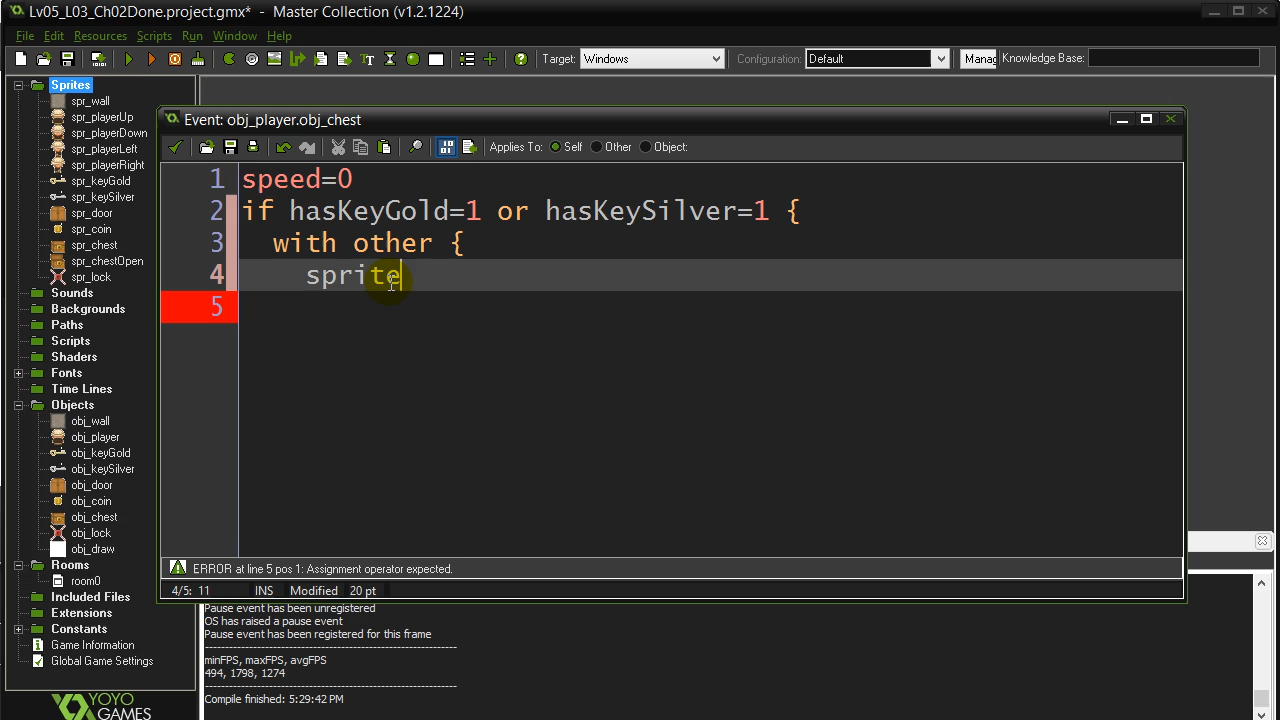 Lv05_L03_Ch02Done.project.gmx* - Master Collection (v1.2.1224)
File Edit Resources Scripts Run Window Help
Target: Windows Configuration: Default Manag Knowledge Base:
Sprites
spr_wall
spr_playerUp
spr_playerDown
spr_playerLeft
spr_playerRight
spr_keyGold
spr_keySilver
spr_door
spr_coin
spr_chest
spr_chestOpen
spr_lock
Sounds
Backgrounds
Paths
Scripts
Shaders
Fonts
Time Lines
Objects
obj_wall
obj_player
obj_keyGold
obj_keySilver
obj_door
obj_coin
obj_chest
obj_lock
obj_draw
Rooms
room0
Included Files
Extensions
Constants
Game Information
Global Game Settings
YOYO
GAMES
Event: obj_player.obj_chest
Applies To: Self Other Object:
1 speed=0
2 if hasKeyGold=1 or hasKeySilver=1 {
3 with other {
4 sprite
5
ERROR at line 5 pos 1: Assignment operator expected.
4/5: 11 INS Modified 20 pt
Pause event has been unregistered
OS has raised a pause event
Pause event has been registered for this frame
minFPS, maxFPS, avgFPS
494, 1798, 1274
Compile finished: 5:29:42 PM